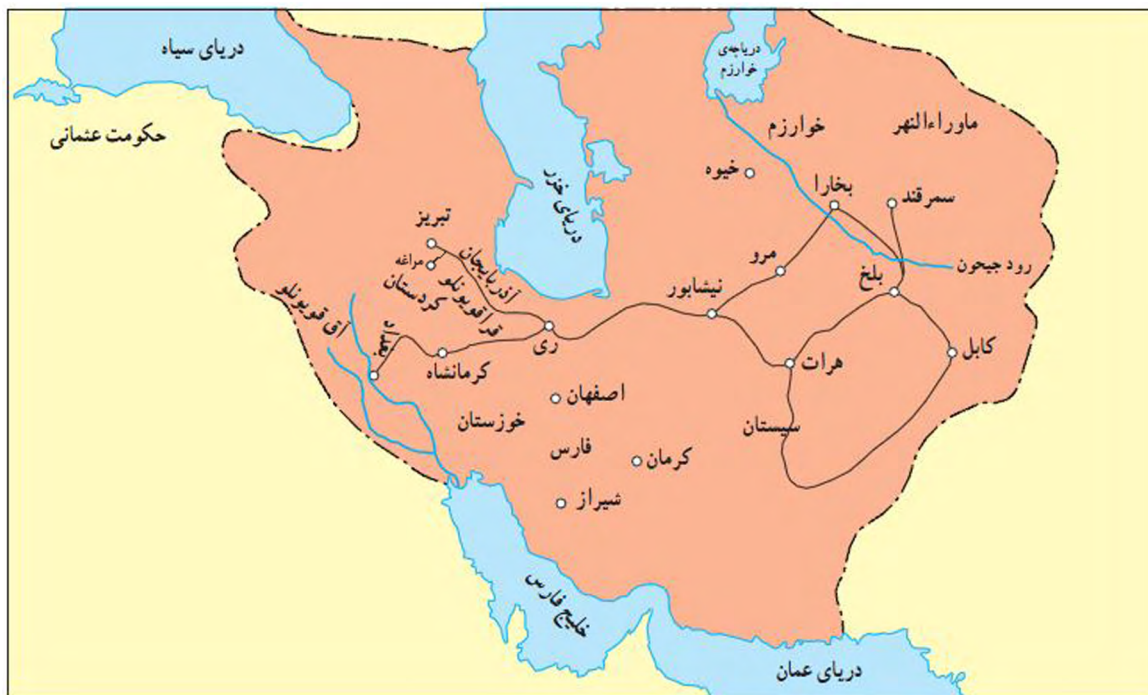 دریای سیاه
دریاچه‌ی
خوارزم
ماوراءالنهر
خوارزم
حکومت عثمانی
خیوه
بخارا
سمرقند
دریای خزر
تبریز
مراغه
آذربایجان
قراقویونلو
کردستان
مرو
رود جیحون
بلخ
نیشابور
آق قویونلو
بغداد
کرمانشاه
ری
هرات
کابل
اصفهان
خوزستان
سیستان
فارس
کرمان
شیراز
خلیج فارس
دریای عمان